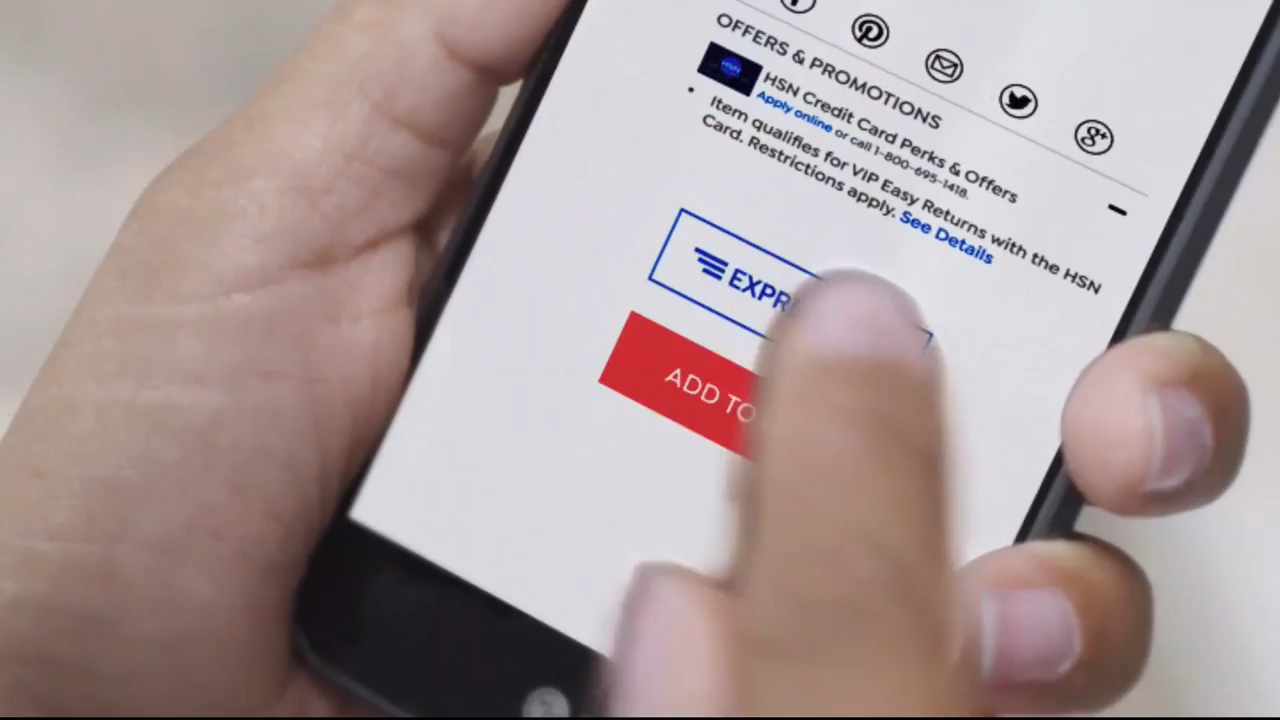 OFFERS & PROMOTIONS
HSN
HSN Credit Card Perks & Offers
Apply online or call 1-800-695-1418.
• Item qualifies for VIP Easy Returns with the HSN
Card. Restrictions apply. See Details
ADD TO